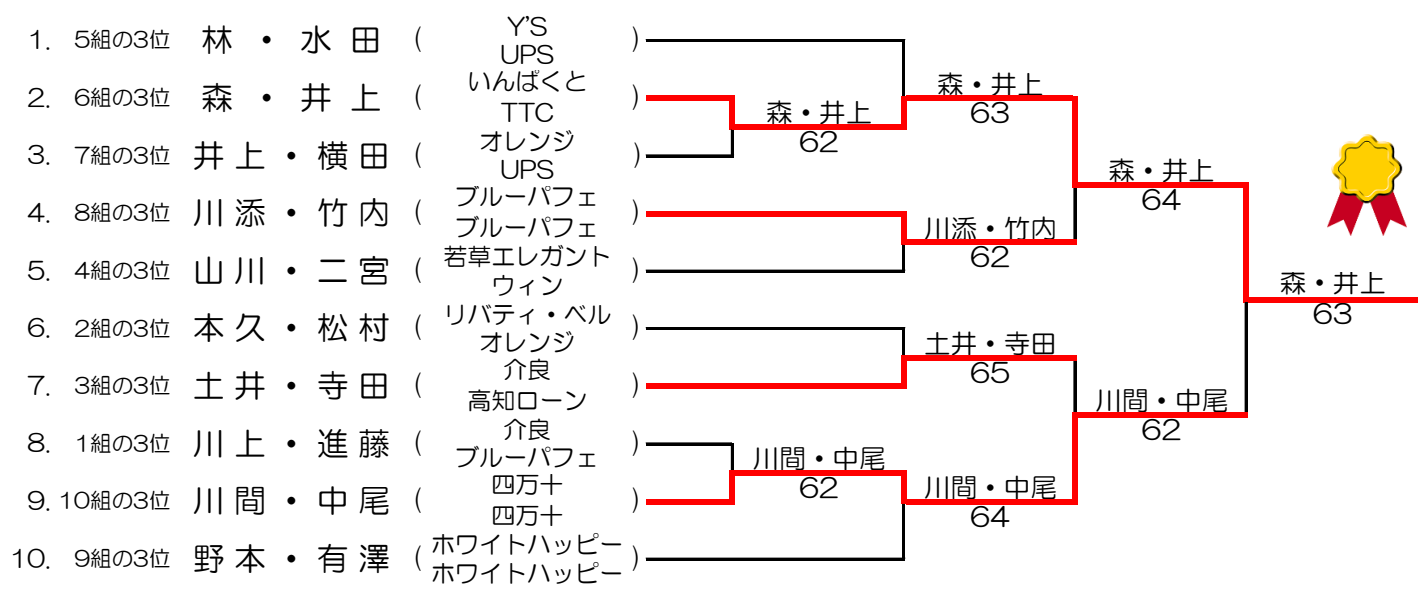 1. 5組の3位 林・水田 ( Y'S
UPS )
2. 6組の3位 森・井上 ( いんぱくと
TTC )
3. 7組の3位 井上・横田 ( オレンジ
UPS )
4. 8組の3位 川添・竹内 ( ブルーパフェ
ブルーパフェ )
5. 4組の3位 山川・二宮 ( 若草エレガント
ウィン )
6. 2組の3位 本久・松村 ( リバティ・ベル
オレンジ )
7. 3組の3位 土井・寺田 ( 介良
高知ローン )
8. 1組の3位 川上・進藤 ( 介良
ブルーパフェ )
9. 10組の3位 川間・中尾 ( 四万十
四万十 )
10. 9組の3位 野本・有澤 ( ホワイトハッピー
ホワイトハッピー )
森・井上
62
川間・中尾
62
森・井上
63
川添・竹内
62
土井・寺田
65
川間・中尾
64
森・井上
64
川間・中尾
62
森・井上
63